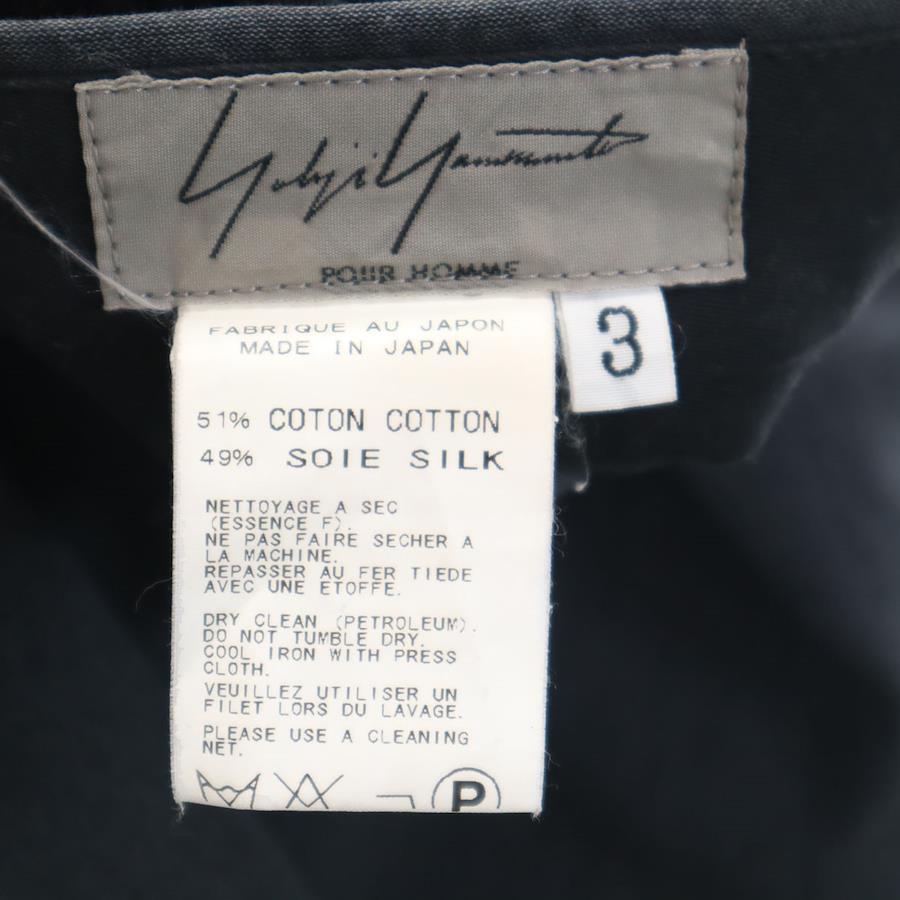 Yohji Yamamoto
POUR HOMME
3
FABRIQUE AU JAPON
MADE IN JAPAN
51% COTON COTTON
49% SOIE SILK
NETTOYAGE A SEC
(ESSENCE F).
NE PAS FAIRE SECHER A
LA MACHINE.
REPASSER AU FER TIEDE
AVEC UNE ETOFFE.
DRY CLEAN (PETROLEUM).
DO NOT TUMBLE DRY.
COOL IRON WITH PRESS
CLOTH.
VEUILLEZ UTILISER UN
FILET LORS DU LAVAGE.
PLEASE USE A CLEANING
NET.
P